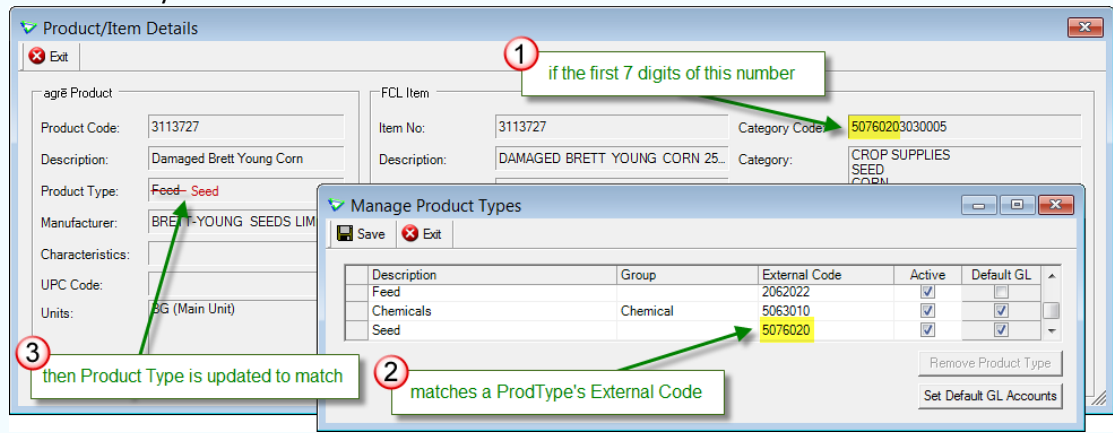 Product/Item Details
Exit
1
if the first 7 digits of this number
agrē Product
FCL Item
Product Code: 3113727
Item No: 3113727
Category Code: 50760203030005
Description: Damaged Brett Young Corn
Description: DAMAGED BRETT YOUNG CORN 25...
Category: CROP SUPPLIES
SEED
CORN
Product Type: Feed Seed
Manufacturer: BRETT-YOUNG SEEDS LIM
Characteristics:
UPC Code:
Units: BG (Main Unit)
Manage Product Types
Save Exit
Description Group External Code Active Default GL
Feed 2062022
Chemicals Chemical 5063010
Seed 5076020
Remove Product Type
Set Default GL Accounts
3
then Product Type is updated to match
2
matches a ProdType's External Code